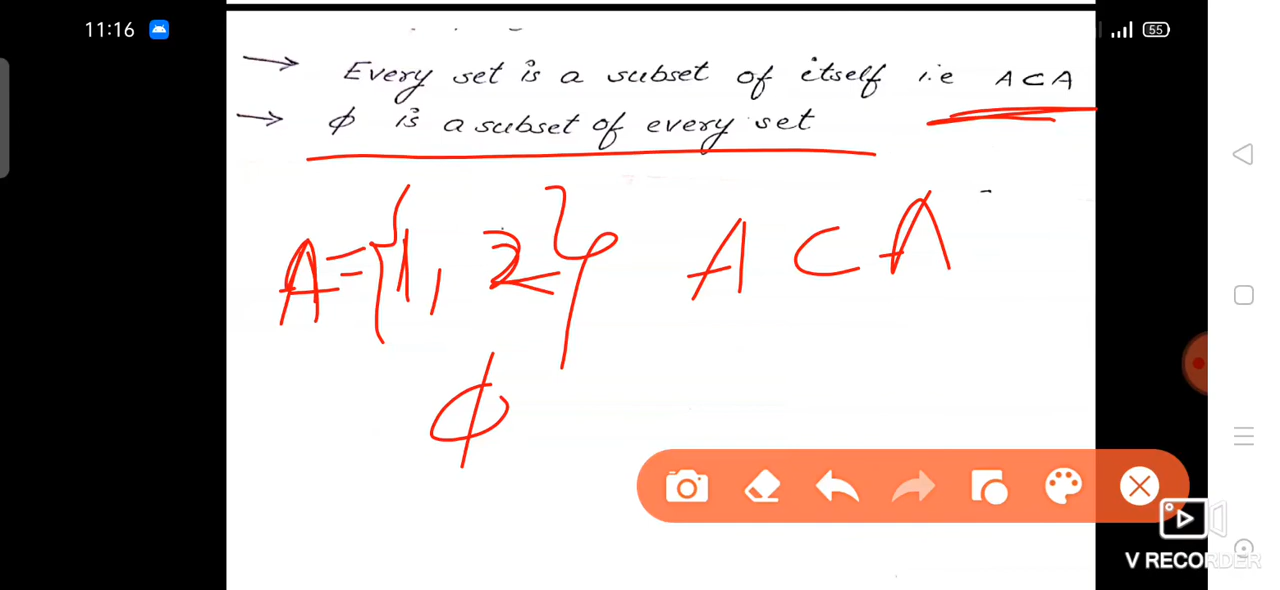 11:16
55
→ Every set is a subset of itself i.e A⊂A
→ ϕ is a subset of every set
A={1, 2} A ⊂ A
ϕ
V RECORDER